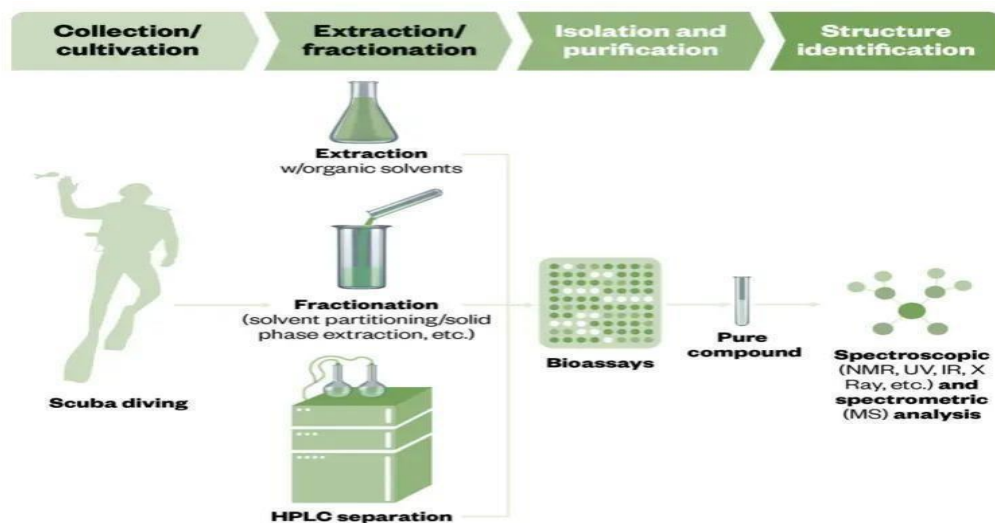 Collection/
cultivation
Extraction/
fractionation
Isolation and
purification
Structure
identification
Extraction
w/organic solvents
Fractionation
(solvent partitioning/solid
phase extraction, etc.)
HPLC separation
Scuba diving
Bioassays
Pure
compound
Spectroscopic
(NMR, UV, IR, X
Ray, etc.) and
spectrometric
(MS) analysis